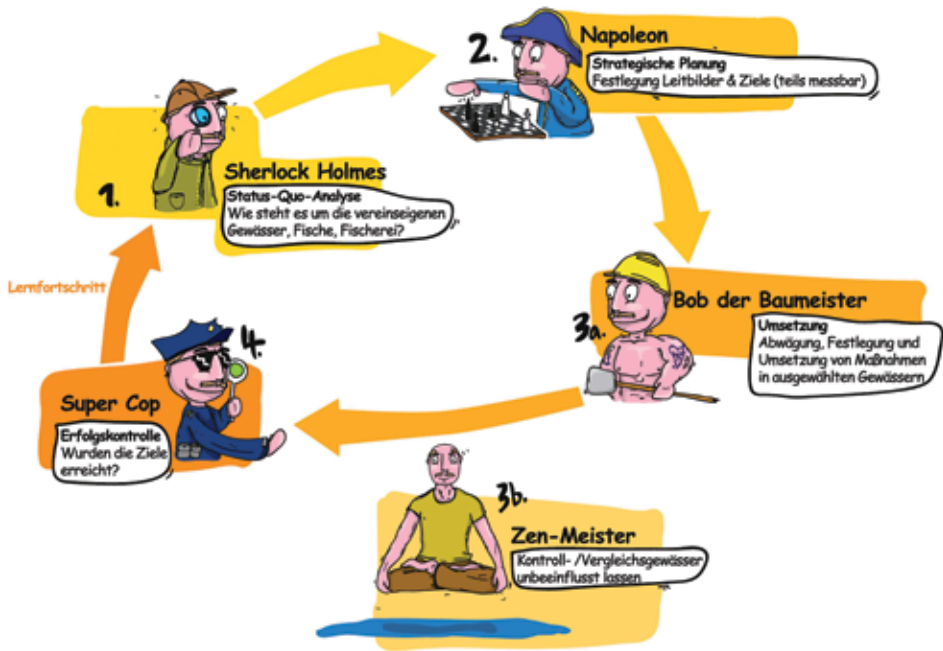 1.
Sherlock Holmes
Status-Quo-Analyse
Wie steht es um die vereinseigenen
Gewässer, Fische, Fischerei?
2.
Napoleon
Strategische Planung
Festlegung Leitbilder & Ziele (teils messbar)
3a.
Bob der Baumeister
Umsetzung
Abwägung, Festlegung und
Umsetzung von Maßnahmen
in ausgewählten Gewässern
3b.
Zen-Meister
Kontroll-/Vergleichsgewässer
unbeeinflusst lassen
4.
Super Cop
Erfolgskontrolle
Wurden die Ziele
erreicht?
Lernfortschritt